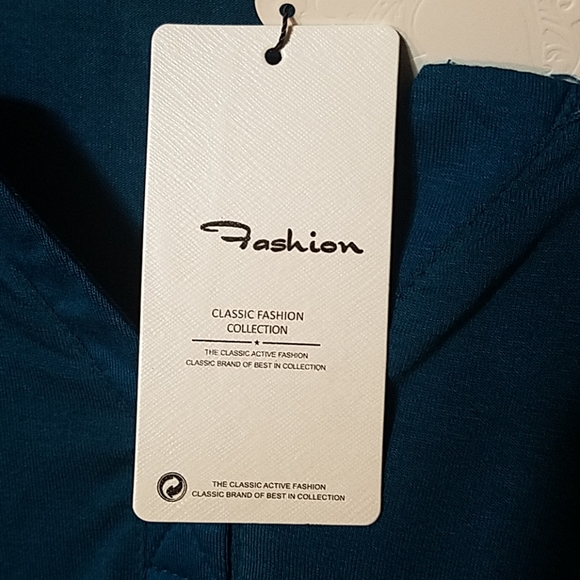 Fashion
CLASSIC FASHION
COLLECTION
THE CLASSIC ACTIVE FASHION
CLASSIC BRAND OF BEST IN COLLECTION
THE CLASSIC ACTIVE FASHION
CLASSIC BRAND OF BEST IN COLLECTION